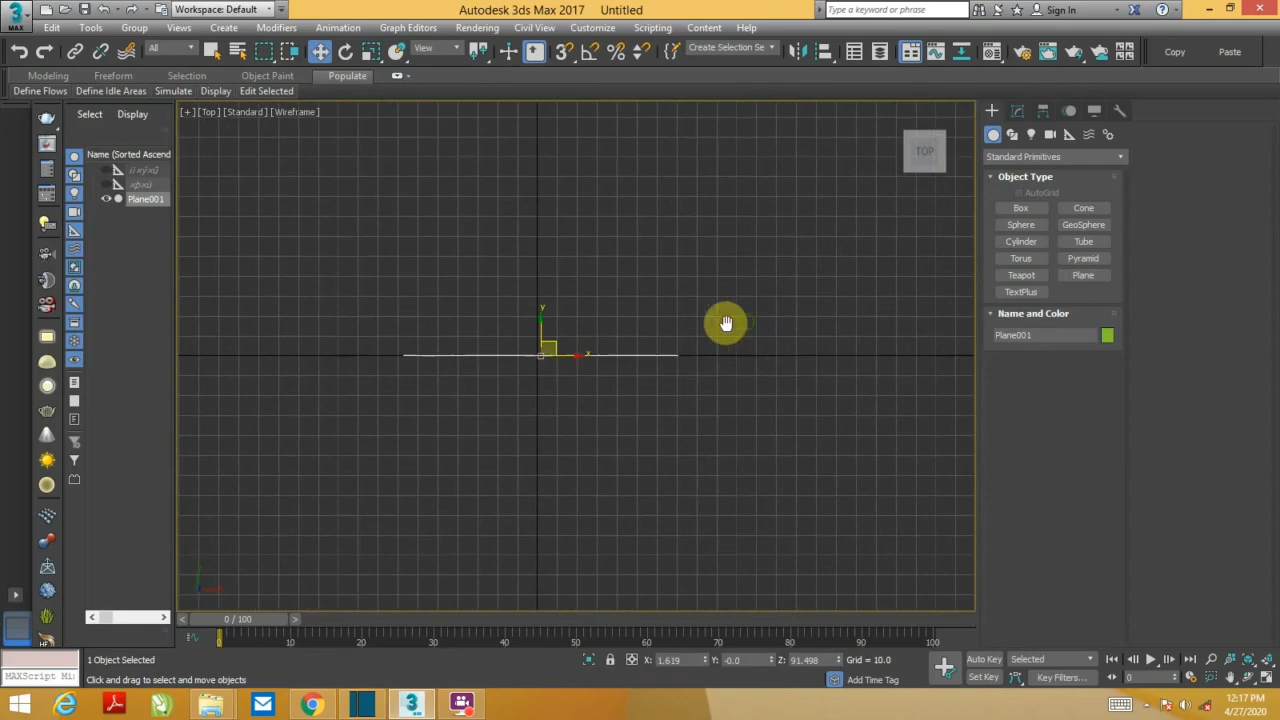 3
MAX
Workspace: Default
Autodesk 3ds Max 2017 Untitled
Type a keyword or phrase
Sign In
Edit Tools Group Views Create Modifiers Animation Graph Editors Rendering Civil View Customize Scripting Content Help
All
View
Create Selection Se
Copy Paste
Modeling Freeform Selection Object Paint Populate
Define Flows Define Idle Areas Simulate Display Edit Selected
Select Display
[+] [Top] [Standard] [Wireframe]
TOP
Name (Sorted Ascend
Plane001
Standard Primitives
Object Type
AutoGrid
Box Cone
Sphere GeoSphere
Cylinder Tube
Torus Pyramid
Teapot Plane
TextPlus
Name and Color
Plane001
y
x
HF
0 / 100
0 10 20 30 40 50 60 70 80 90 100
1 Object Selected
X: 1.619 Y: -0.0 Z: 91.498 Grid = 10.0
Auto Key Selected
MAXScript Mi
Click and drag to select and move objects
Add Time Tag
Set Key Key Filters... 0
12:17 PM
4/27/2020